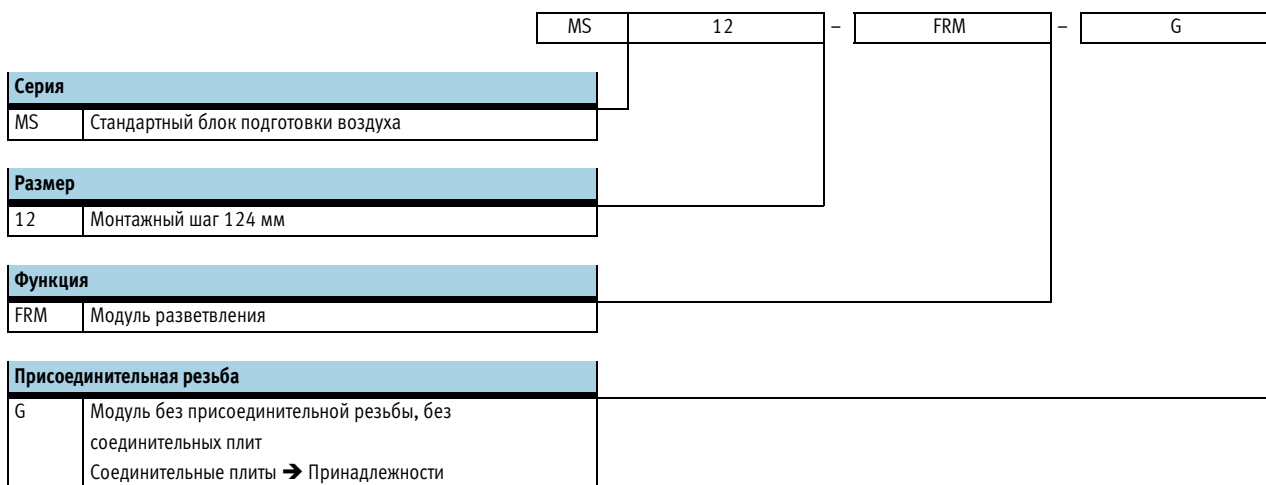 MS 12 – FRM – G
Серия
MS Стандартный блок подготовки воздуха
Размер
12 Монтажный шаг 124 мм
Функция
FRM Модуль разветвления
Присоединительная резьба
G Модуль без присоединительной резьбы, без
соединительных плит
Соединительные плиты ➔ Принадлежности